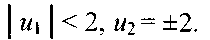 | u₁ | < 2, u₂ = ±2.